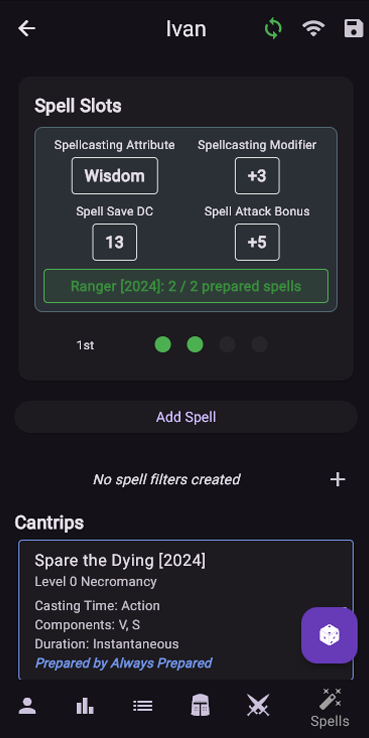 Ivan
Spell Slots
Spellcasting Attribute
Spellcasting Modifier
Wisdom
+3
Spell Save DC
Spell Attack Bonus
13
+5
Ranger [2024]: 2 / 2 prepared spells
1st
Add Spell
No spell filters created
Cantrips
Spare the Dying [2024]
Level 0 Necromancy
Casting Time: Action
Components: V, S
Duration: Instantaneous
Prepared by Always Prepared
Spells